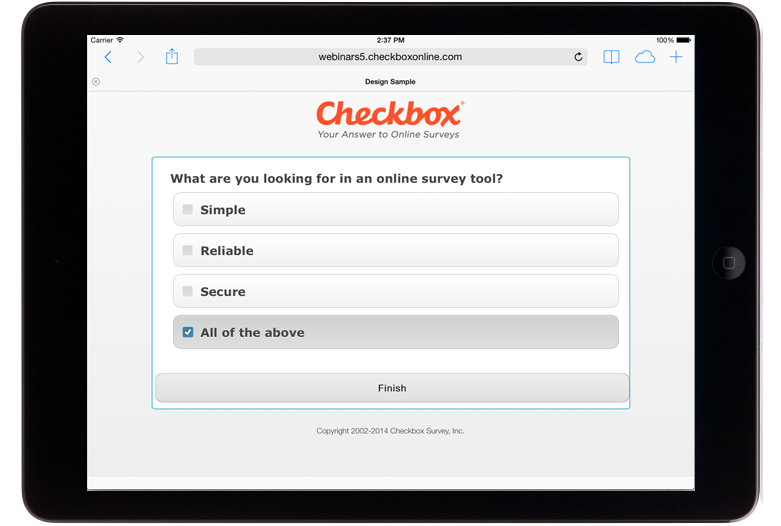 Carrier 2:37 PM 100%
webinars5.checkboxonline.com
Design Sample
Checkbox®
Your Answer to Online Surveys
What are you looking for in an online survey tool?
Simple
Reliable
Secure
All of the above
Finish
Copyright 2002-2014 Checkbox Survey, Inc.